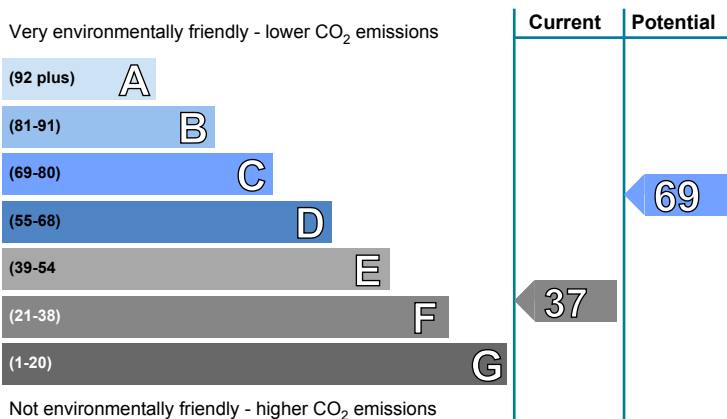 Current Potential
Very environmentally friendly - lower CO2 emissions
(92 plus) A
(81-91) B
(69-80) C
69
(55-68) D
(39-54 E
37
(21-38) F
(1-20) G
Not environmentally friendly - higher CO2 emissions